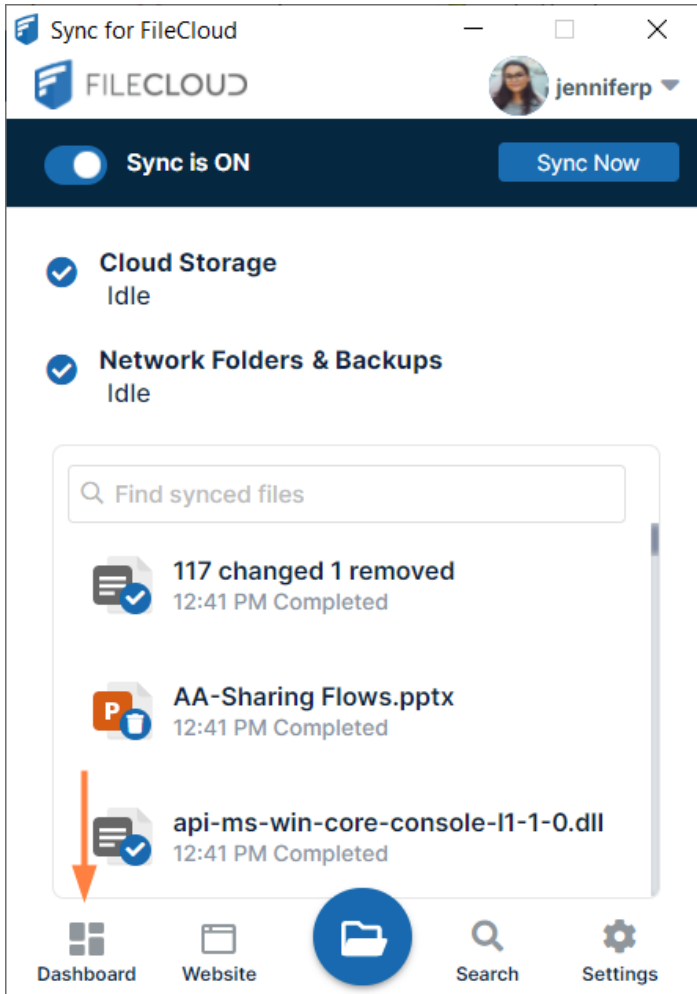 Sync for FileCloud
FILECLOUD
jenniferp
Sync is ON
Sync Now
Cloud Storage
Idle
Network Folders & Backups
Idle
Find synced files
117 changed 1 removed
12:41 PM Completed
P
AA-Sharing Flows.pptx
12:41 PM Completed
api-ms-win-core-console-l1-1-0.dll
12:41 PM Completed
Dashboard
Website
Search
Settings